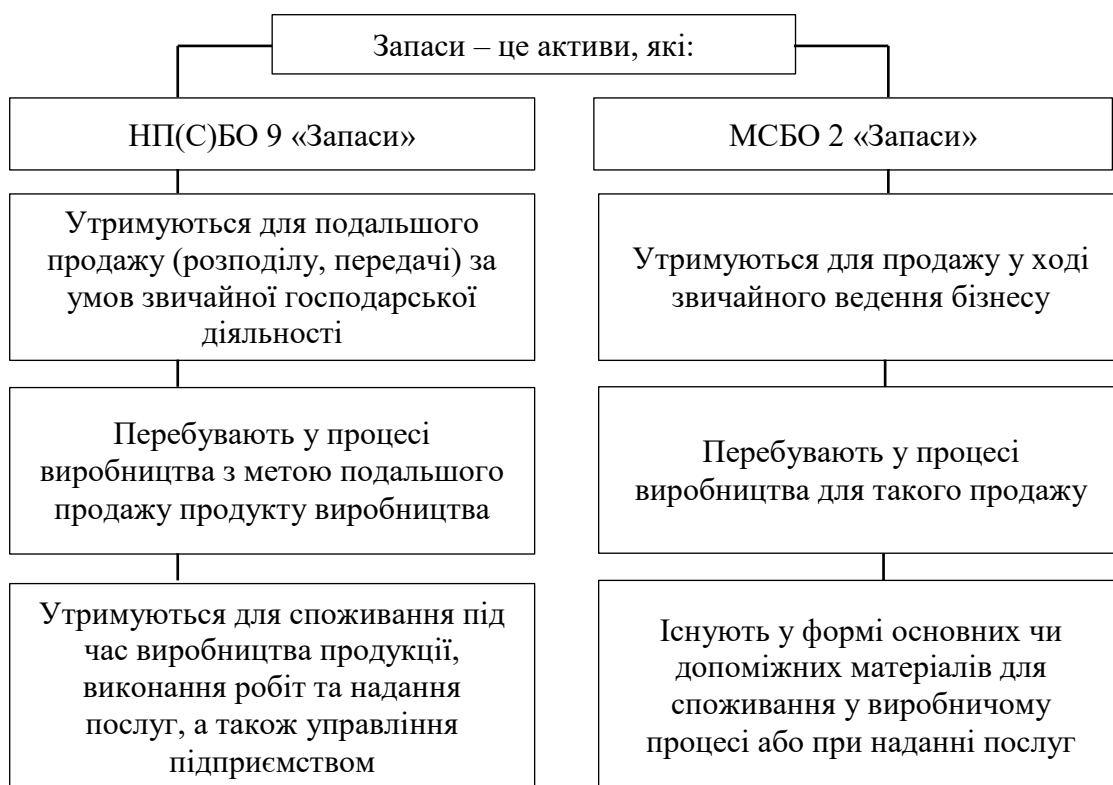 Запаси – це активи, які:
НП(С)БО 9 «Запаси»
Утримуються для подальшого
продажу (розподілу, передачі) за
умов звичайної господарської
діяльності
Перебувають у процесі
виробництва з метою подальшого
продажу продукту виробництва
Утримуються для споживання під
час виробництва продукції,
виконання робіт та надання
послуг, а також управління
підприємством
МСБО 2 «Запаси»
Утримуються для продажу у ході
звичайного ведення бізнесу
Перебувають у процесі
виробництва для такого продажу
Існують у формі основних чи
допоміжних матеріалів для
споживання у виробничому
процесі або при наданні послуг